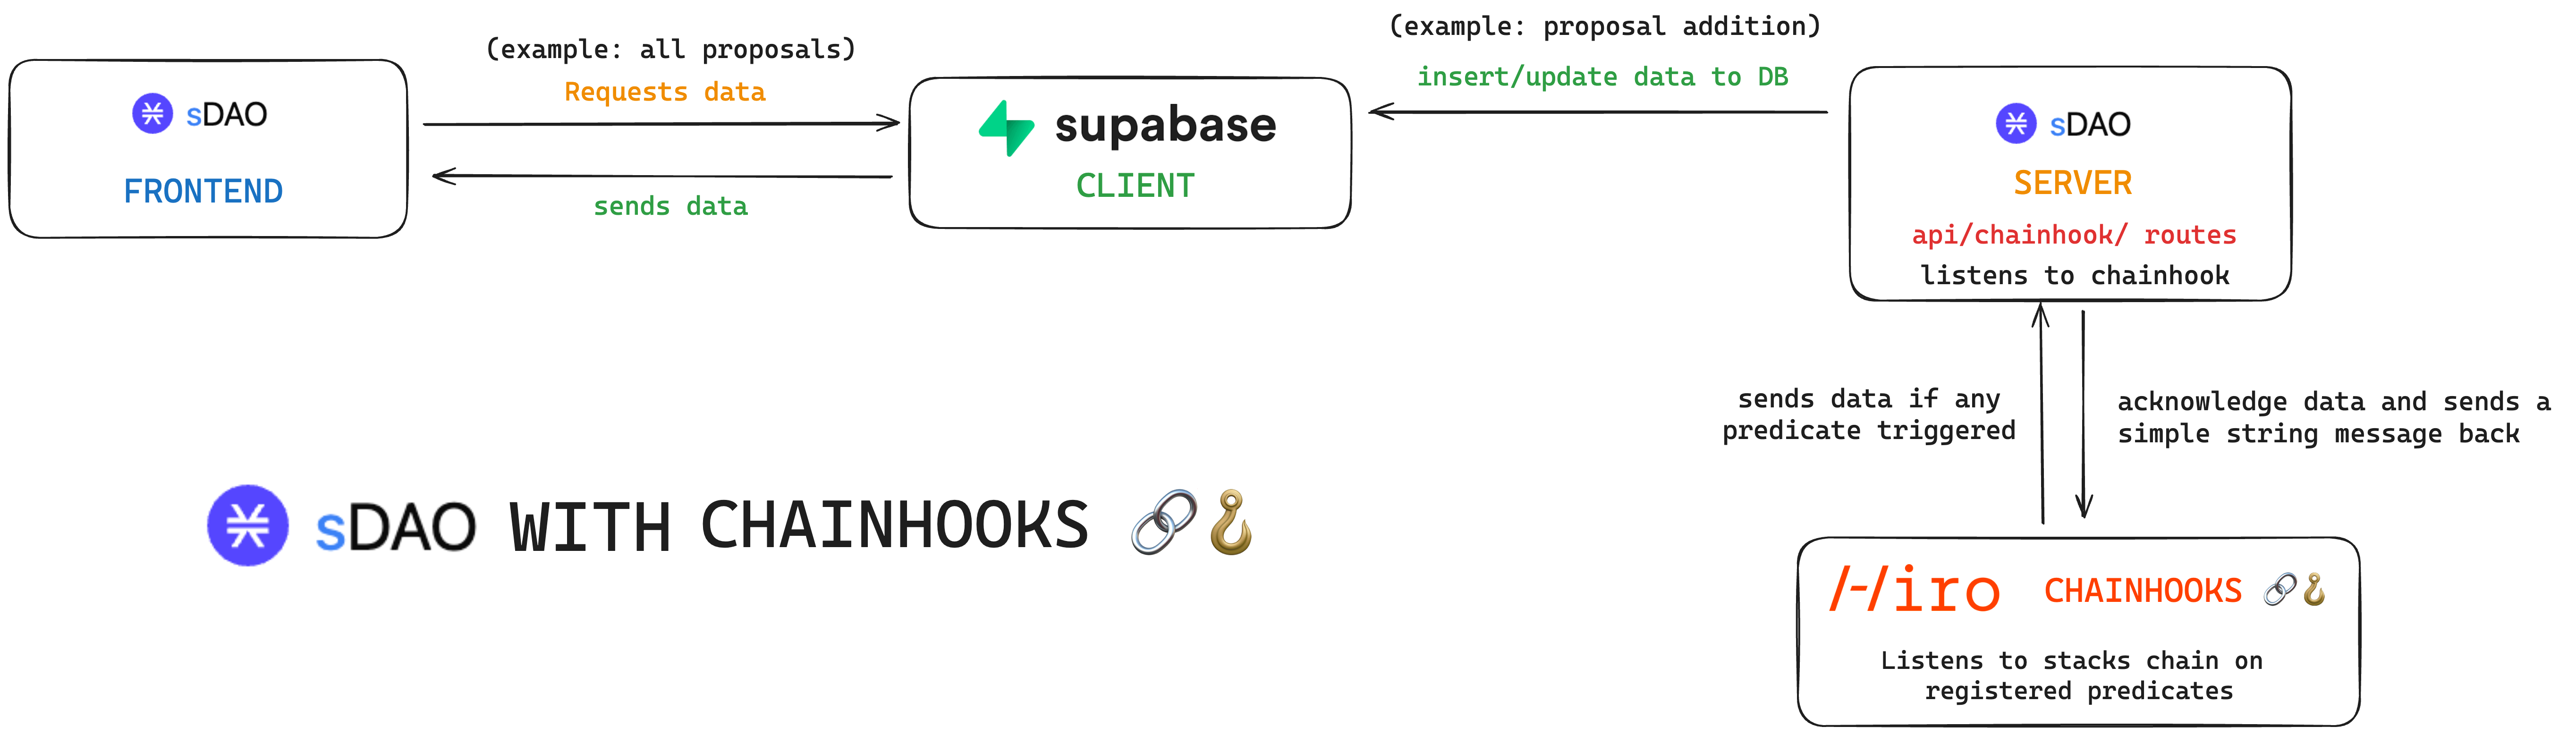 (example: all proposals)
Requests data
sends data
sDAO
FRONTEND
supabase
CLIENT
(example: proposal addition)
insert/update data to DB
sDAO
SERVER
api/chainhook/ routes
listens to chainhook
sends data if any
predicate triggered
acknowledge data and sends a
simple string message back
sDAO WITH CHAINHOOKS
Hiro CHAINHOOKS
Listens to stacks chain on
registered predicates